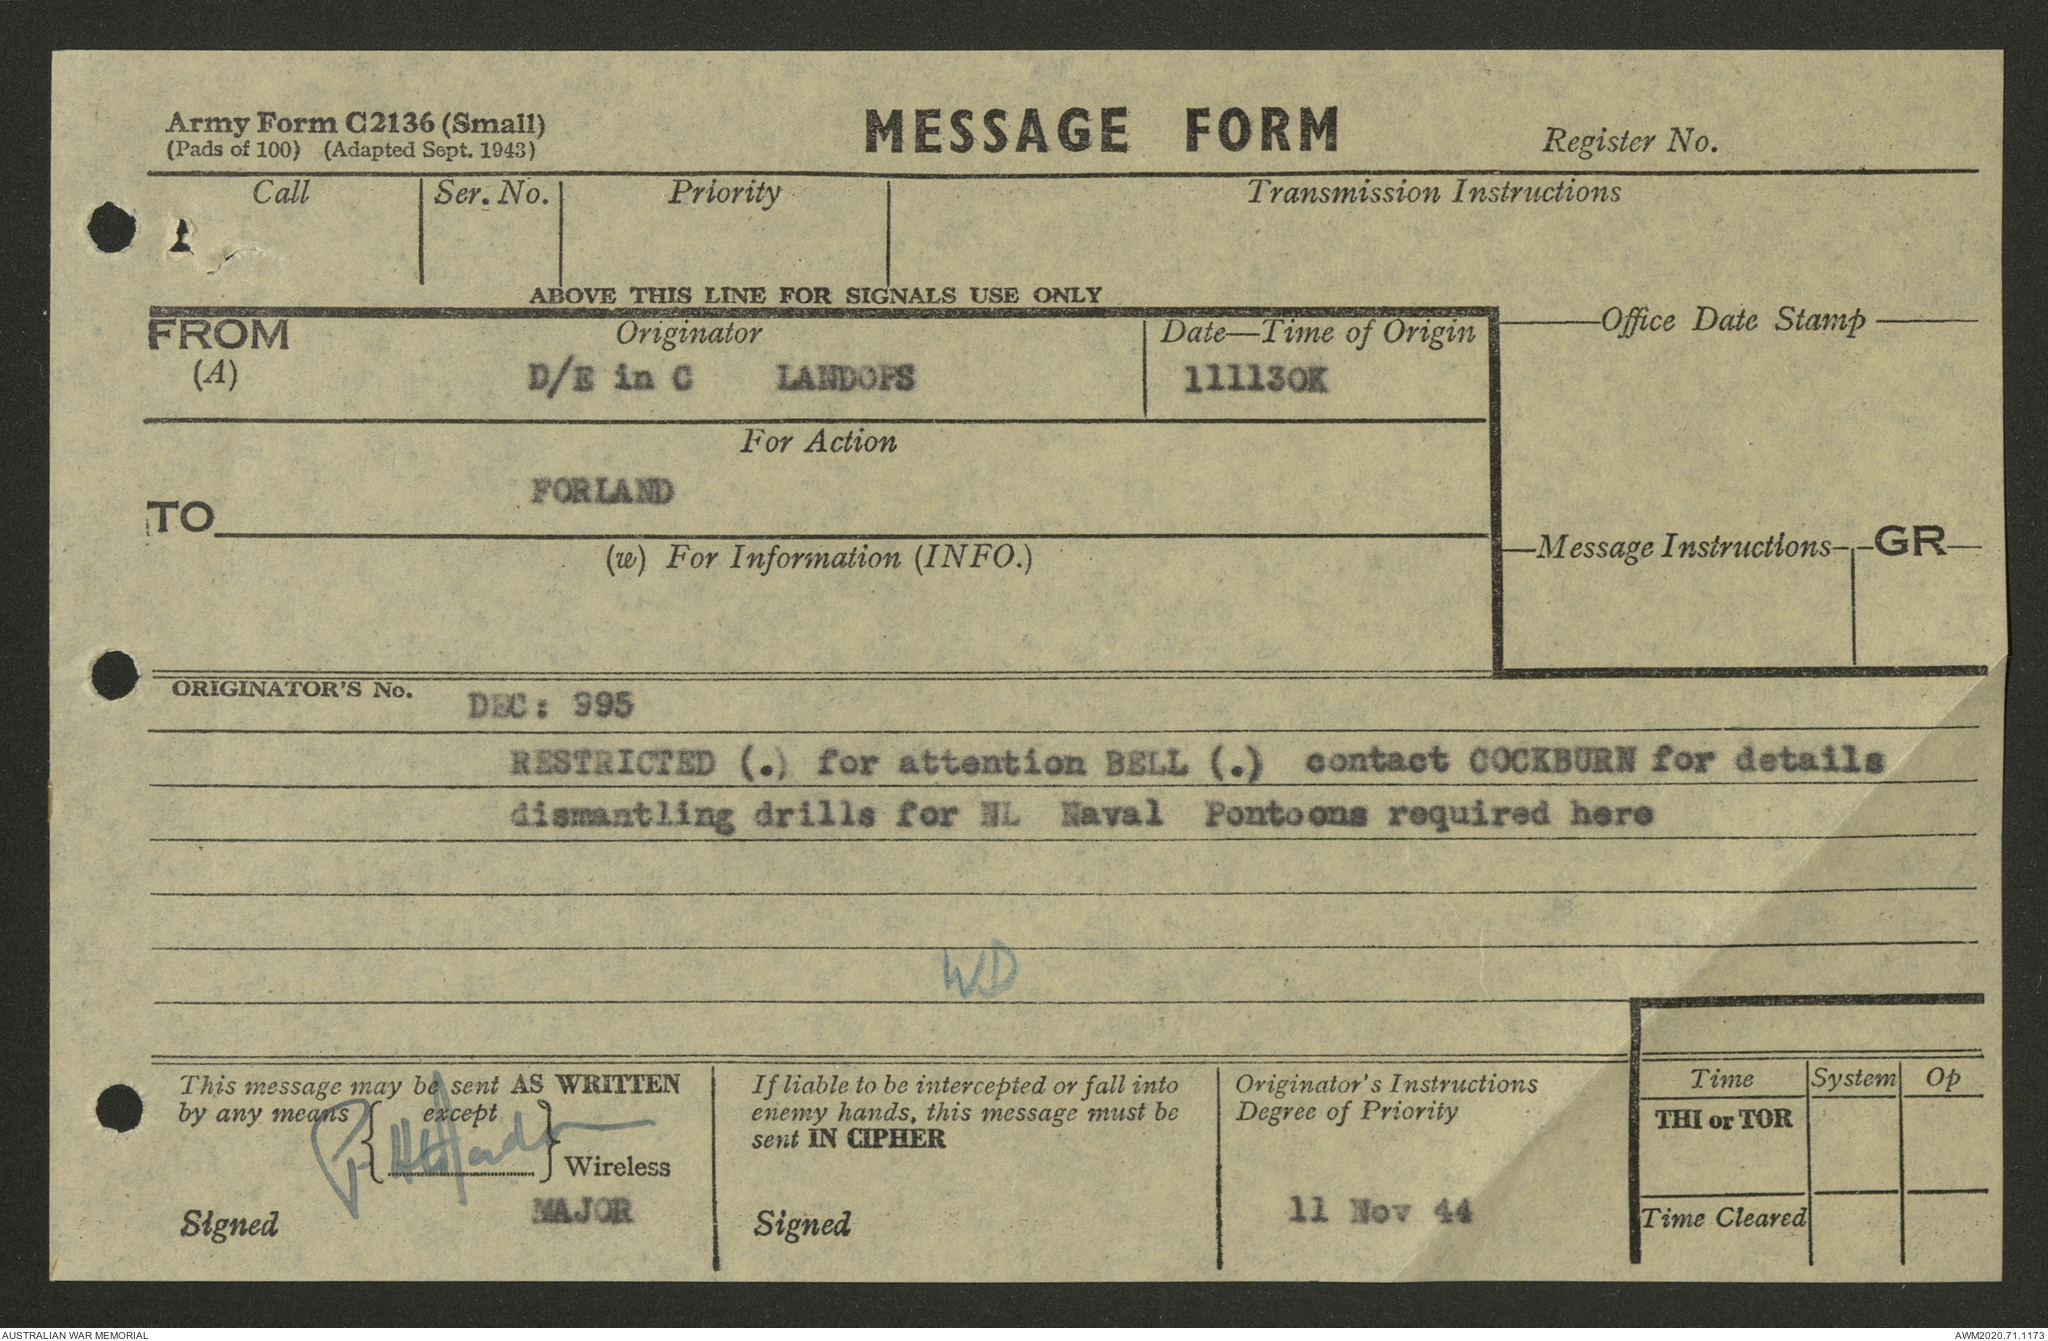 Army Form C2136 (Small)
(Pads of 100) (Adapted Sept. 1943)
MESSAGE FORM
Register No.
Call
Ser. No.
Priority
Transmission Instructions
ABOVE THIS LINE FOR SIGNALS USE ONLY
FROM
(A)
Originator
D/E in C LANDOPS
Date—Time of Origin
111130K
Office Date Stamp
For Action
FORLAND
TO
(w) For Information (INFO.)
Message Instructions
GR
ORIGINATOR'S No.
DEC: 995
RESTRICTED (.) for attention BELL (.) contact COCKBURN for details
dismantling drills for NL Naval Pontoons required here
WD
This message may be sent AS WRITTEN
by any means { except } Wireless
MAJOR
Signed
If liable to be intercepted or fall into
enemy hands, this message must be
sent IN CIPHER
Signed
Originator's Instructions
Degree of Priority
11 Nov 44
Time
System
Op
THI or TOR
Time Cleared
AUSTRALIAN WAR MEMORIAL
AWM2020.71.1173